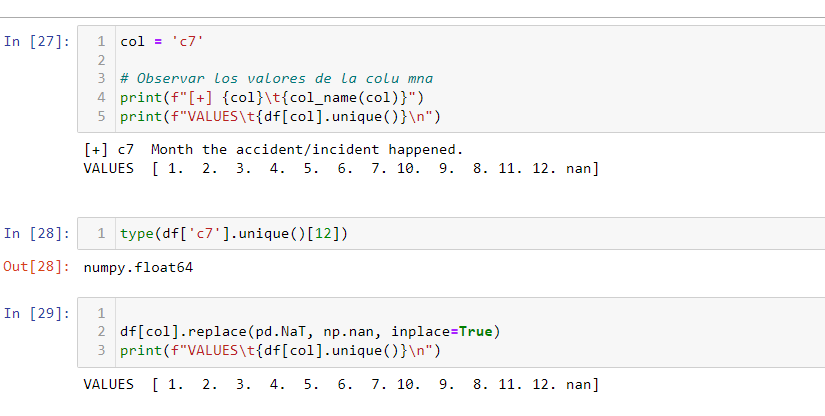 In [27]:
1 col = 'c7'
2
3 # Observar los valores de la colu mna
4 print(f"[+] {col}\t{col_name(col)}")
5 print(f"VALUES\t{df[col].unique()}\n")
[+] c7  Month the accident/incident happened.
VALUES  [ 1.  2.  3.  4.  5.  6.  7. 10.  9.  8. 11. 12. nan]
In [28]:
1 type(df['c7'].unique()[12])
Out[28]: numpy.float64
In [29]:
1
2 df[col].replace(pd.NaT, np.nan, inplace=True)
3 print(f"VALUES\t{df[col].unique()}\n")
VALUES  [ 1.  2.  3.  4.  5.  6.  7. 10.  9.  8. 11. 12. nan]